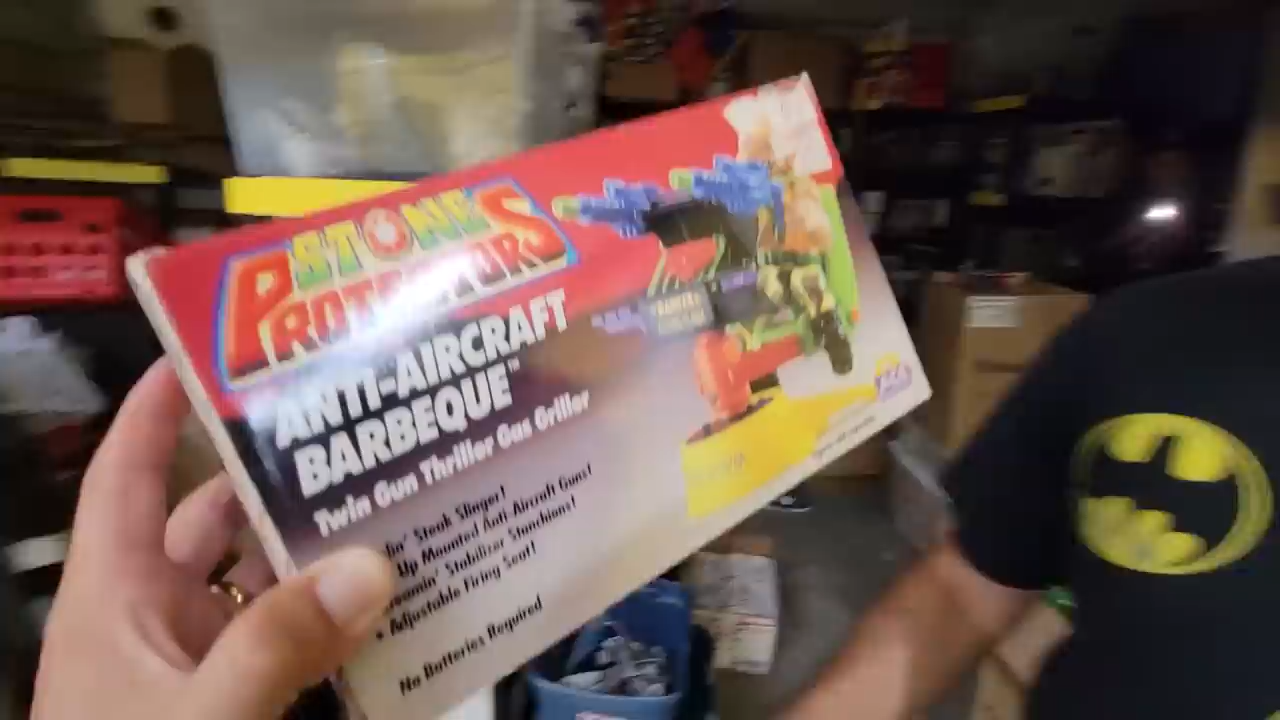 STONE
PROTECTORS
ANTI-AIRCRAFT
BARBEQUE™
Twin Gun Thriller Gas Griller
Steak Slinger!
Up Mounted Anti-Aircraft Guns!
Stabilizer Stanchions!
• Adjustable Firing Seat!
No Batteries Required